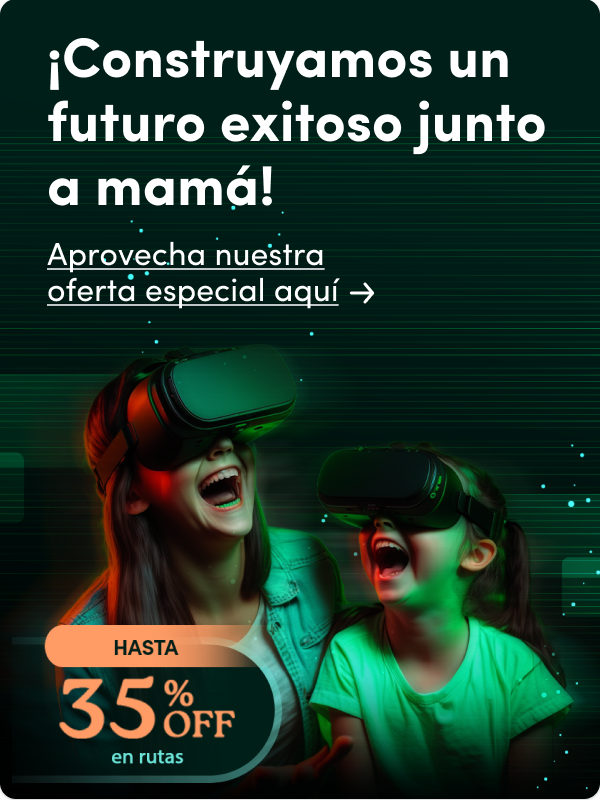 ¡Construyamos un
futuro exitoso junto
a mamá!
Aprovecha nuestra
oferta especial aquí →
HASTA
35%
OFF
en rutas